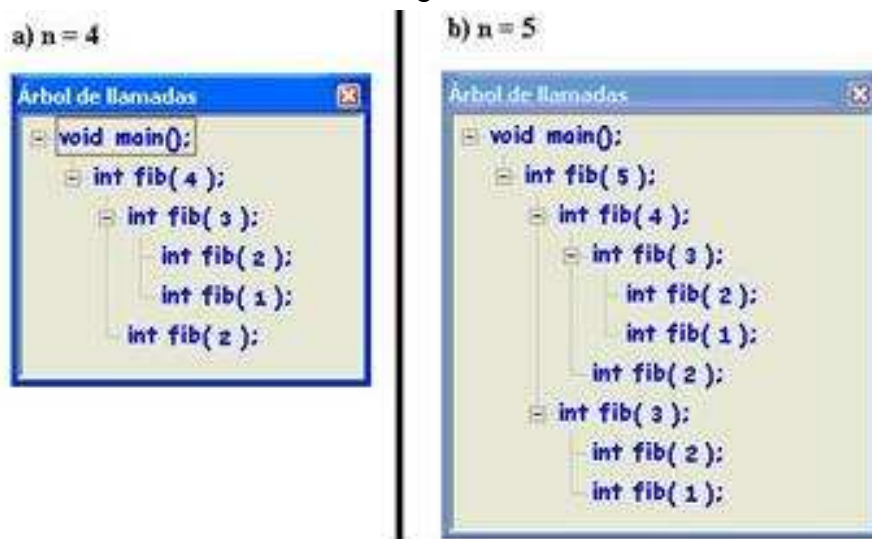 a) n = 4
Árbol de llamadas
void main();
int fib( 4 );
int fib( 3 );
int fib( 2 );
int fib( 1 );
int fib( 2 );
b) n = 5
Árbol de llamadas
void main();
int fib( 5 );
int fib( 4 );
int fib( 3 );
int fib( 2 );
int fib( 1 );
int fib( 2 );
int fib( 3 );
int fib( 2 );
int fib( 1 );